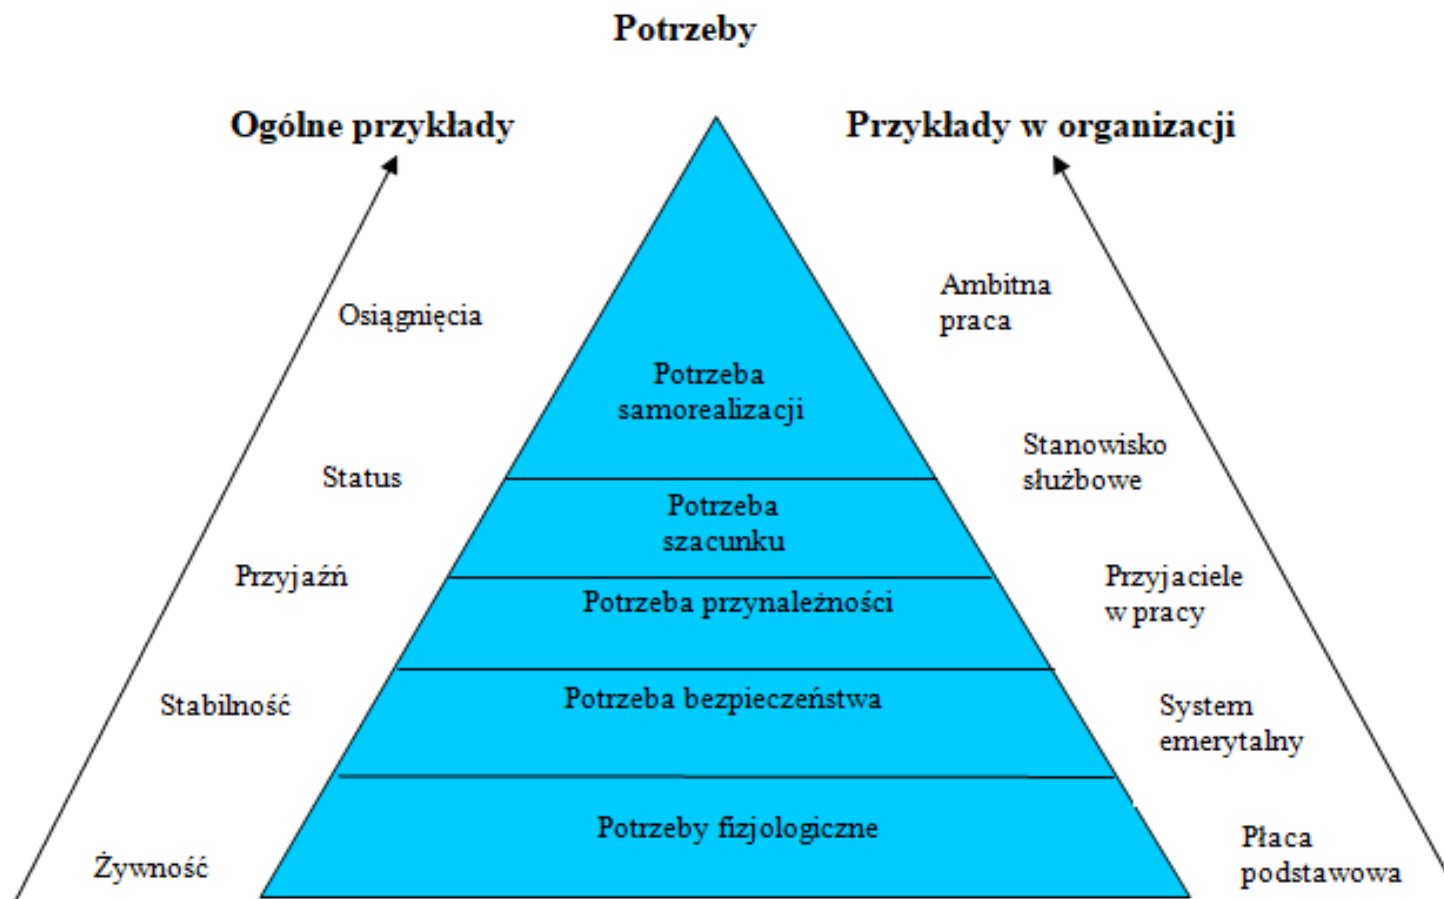 Potrzeby
Ogólne przykłady
Przykłady w organizacji
Ambitna
praca
Osiągnięcia
Potrzeba
samorealizacji
Stanowisko
służbowe
Status
Potrzeba
szacunku
Przyjaźń
Przyjaciele
w pracy
Potrzeba przynależności
Stabilność
Potrzeba bezpieczeństwa
System
emerytalny
Potrzeby fizjologiczne
Płaca
podstawowa
Żywność